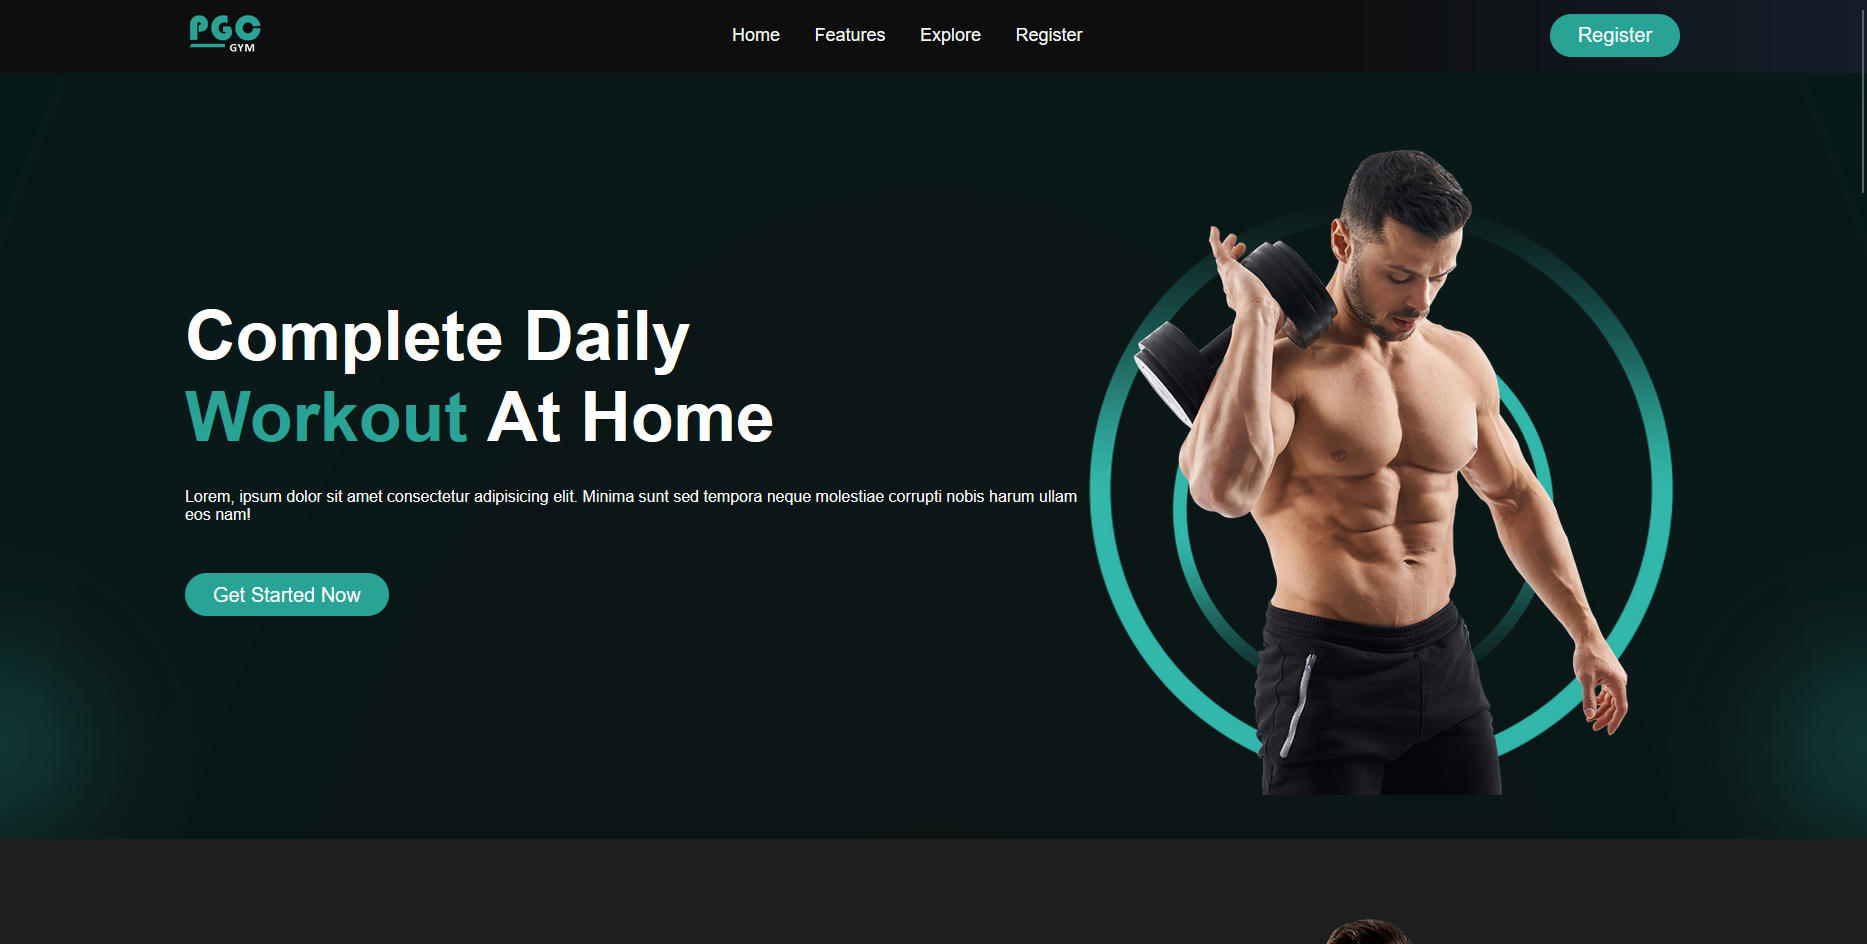 PGC
GYM
Home
Features
Explore
Register
Register
Complete Daily
Workout At Home
Lorem, ipsum dolor sit amet consectetur adipisicing elit. Minima sunt sed tempora neque molestiae corrupti nobis harum ullam
eos nam!
Get Started Now